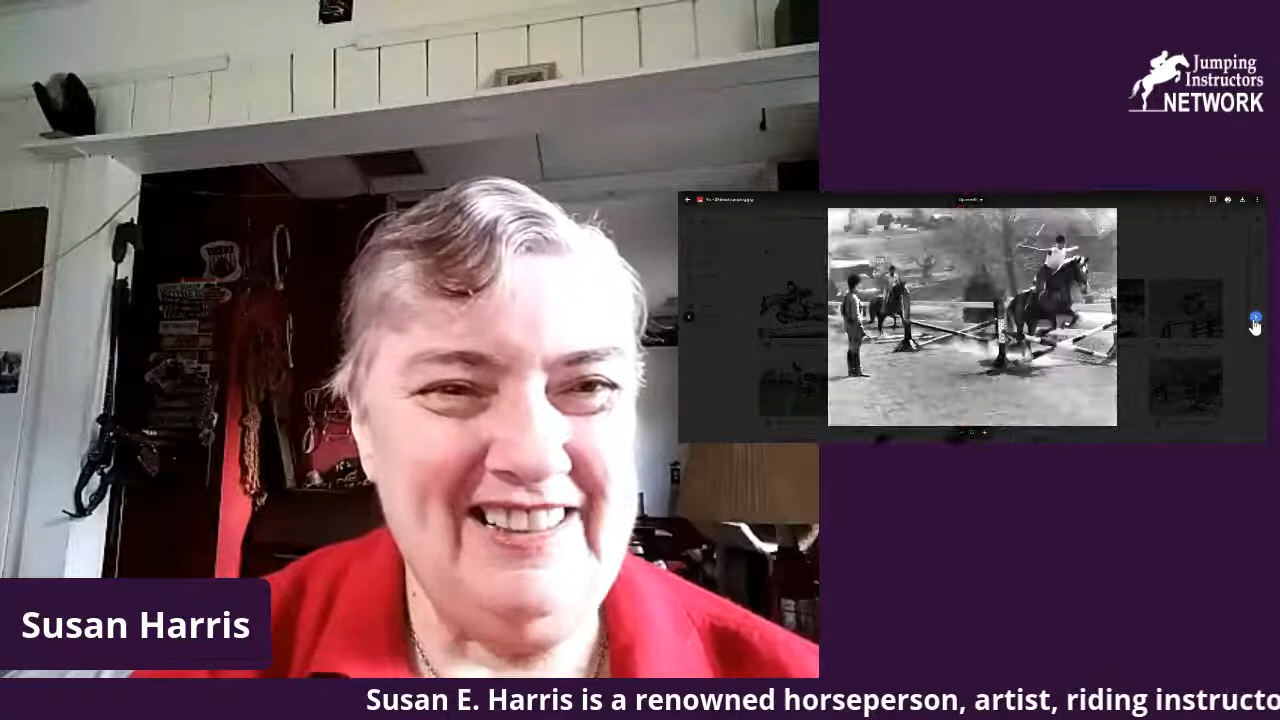 Jumping
Instructors
NETWORK
Susan Harris
Susan E. Harris is a renowned horseperson, artist, riding instructo